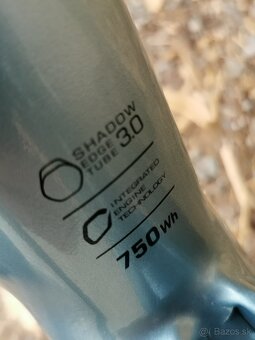 SHADOW
EDGE
TUBE 3.0
INTEGRATED
ENGINE
TECHNOLOGY
750Wh
Bazos.sk